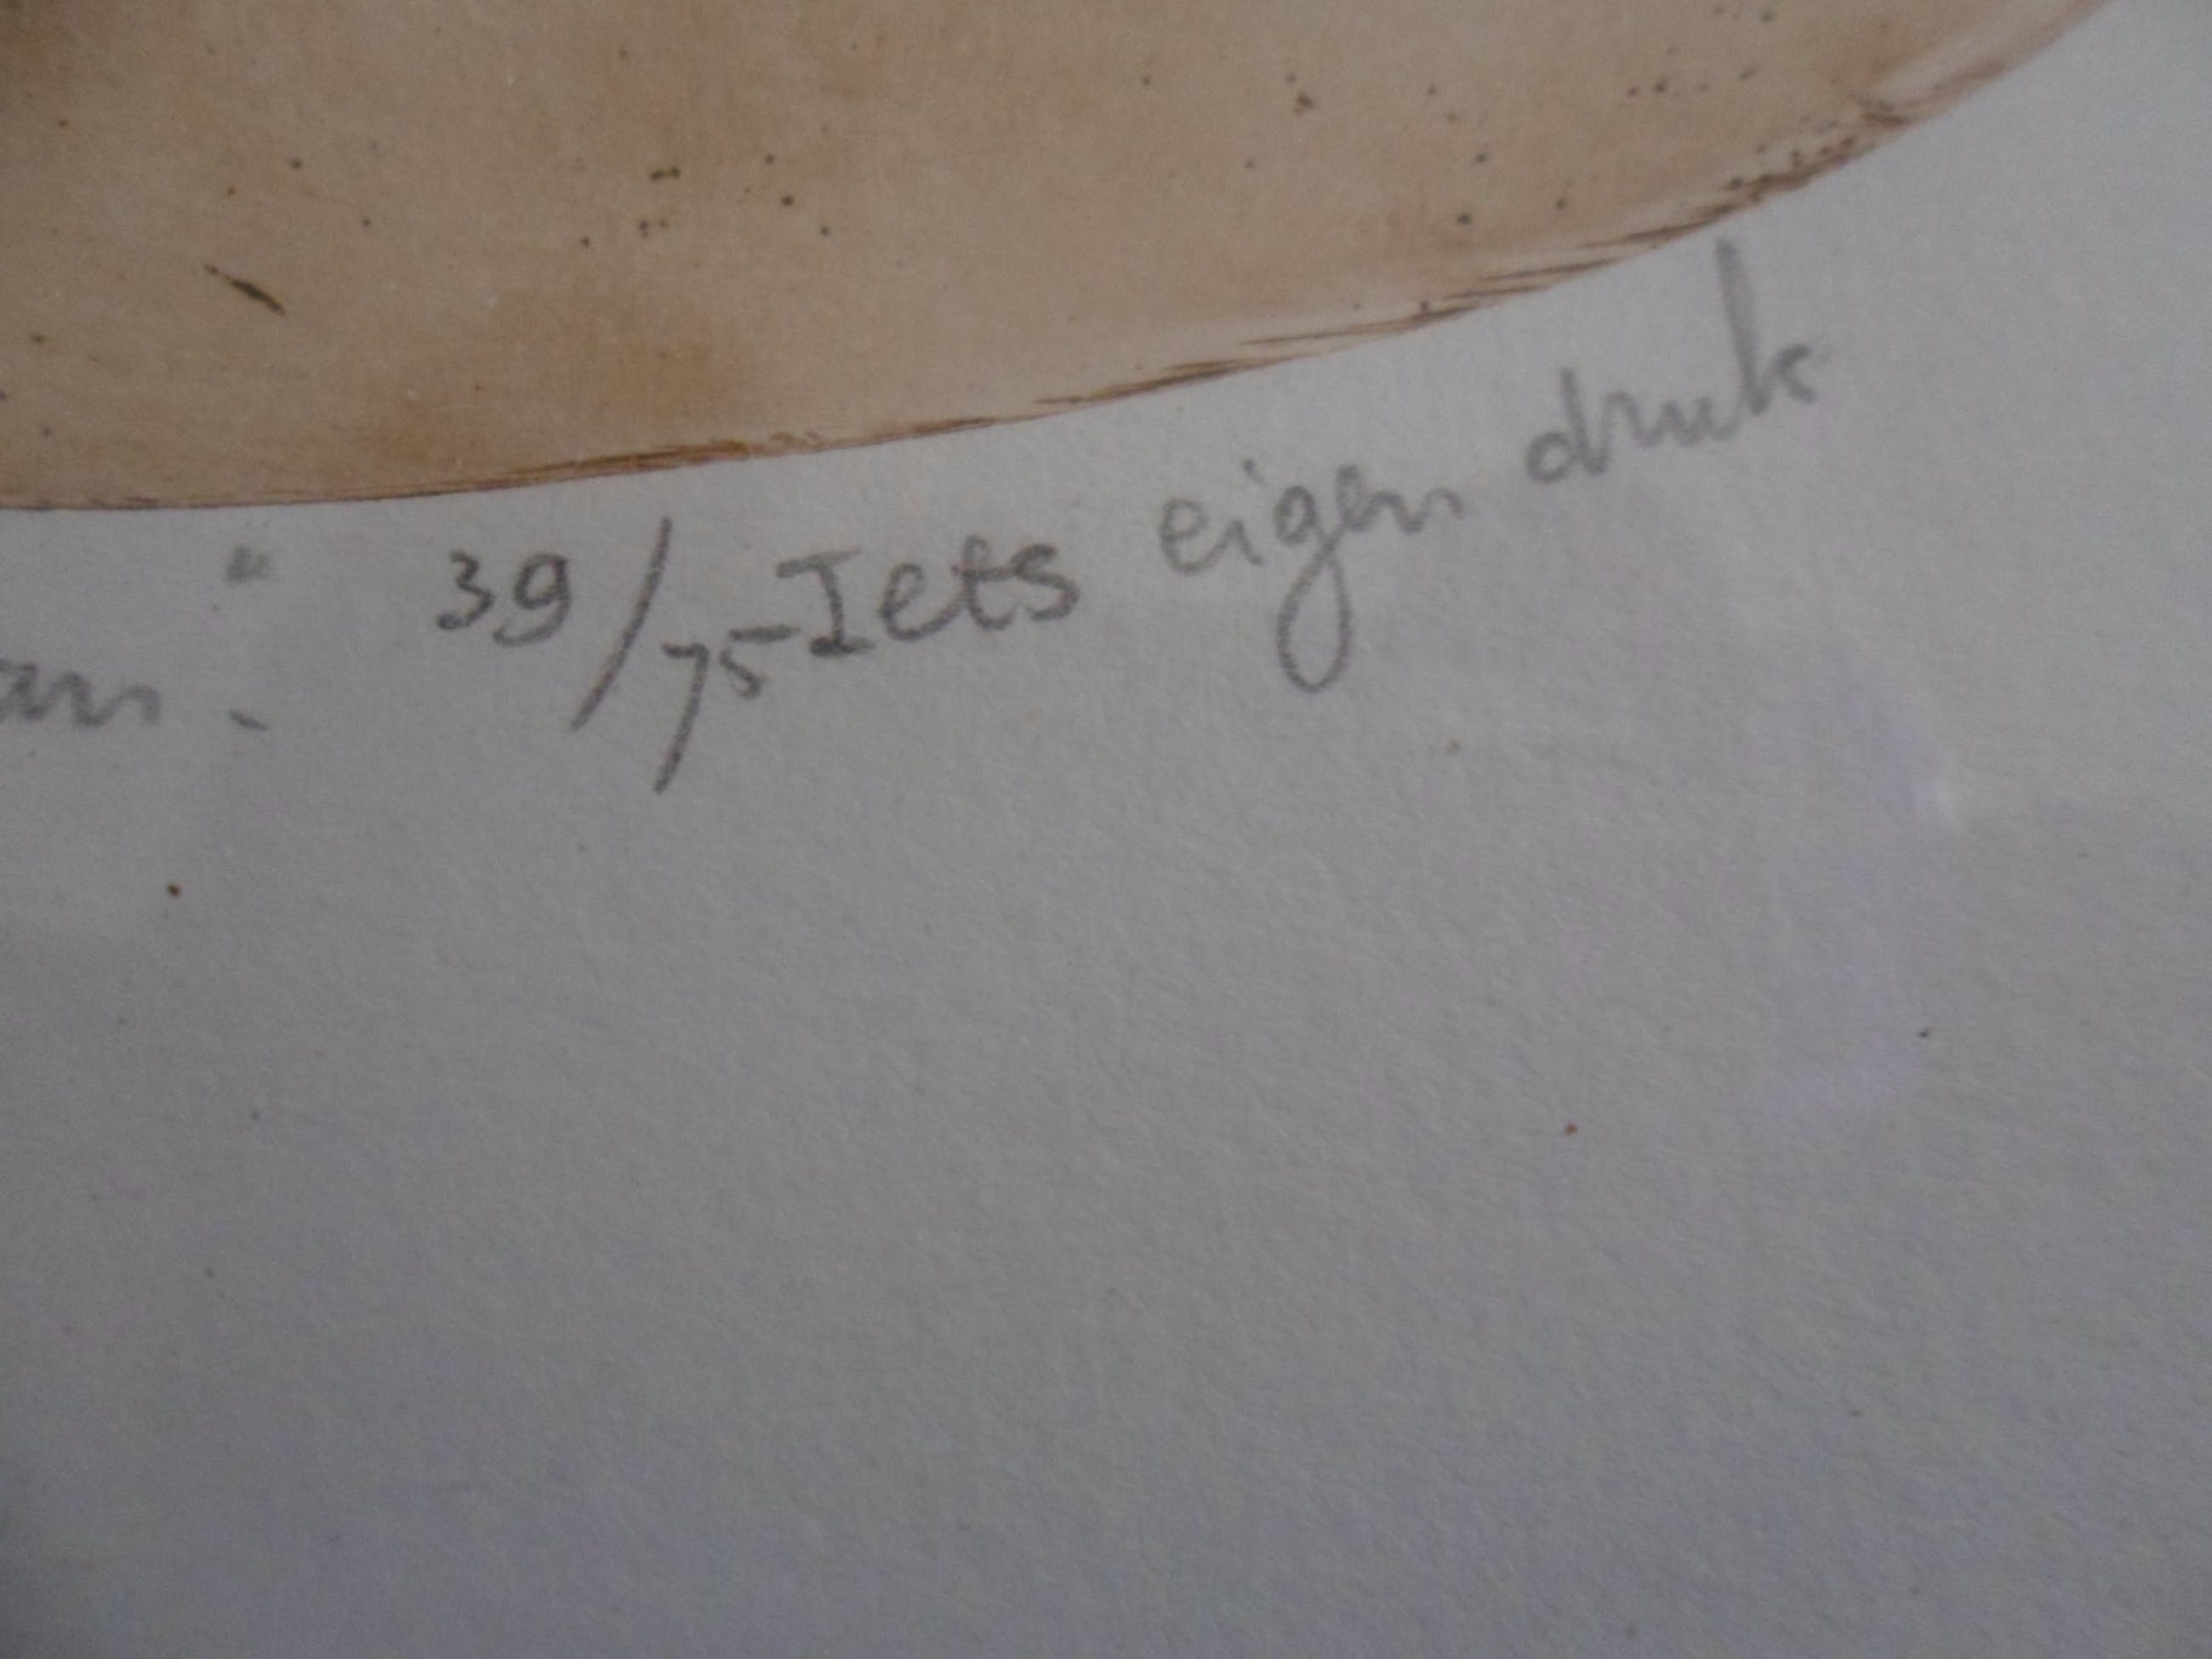 " 39/75 Iets eigen druk